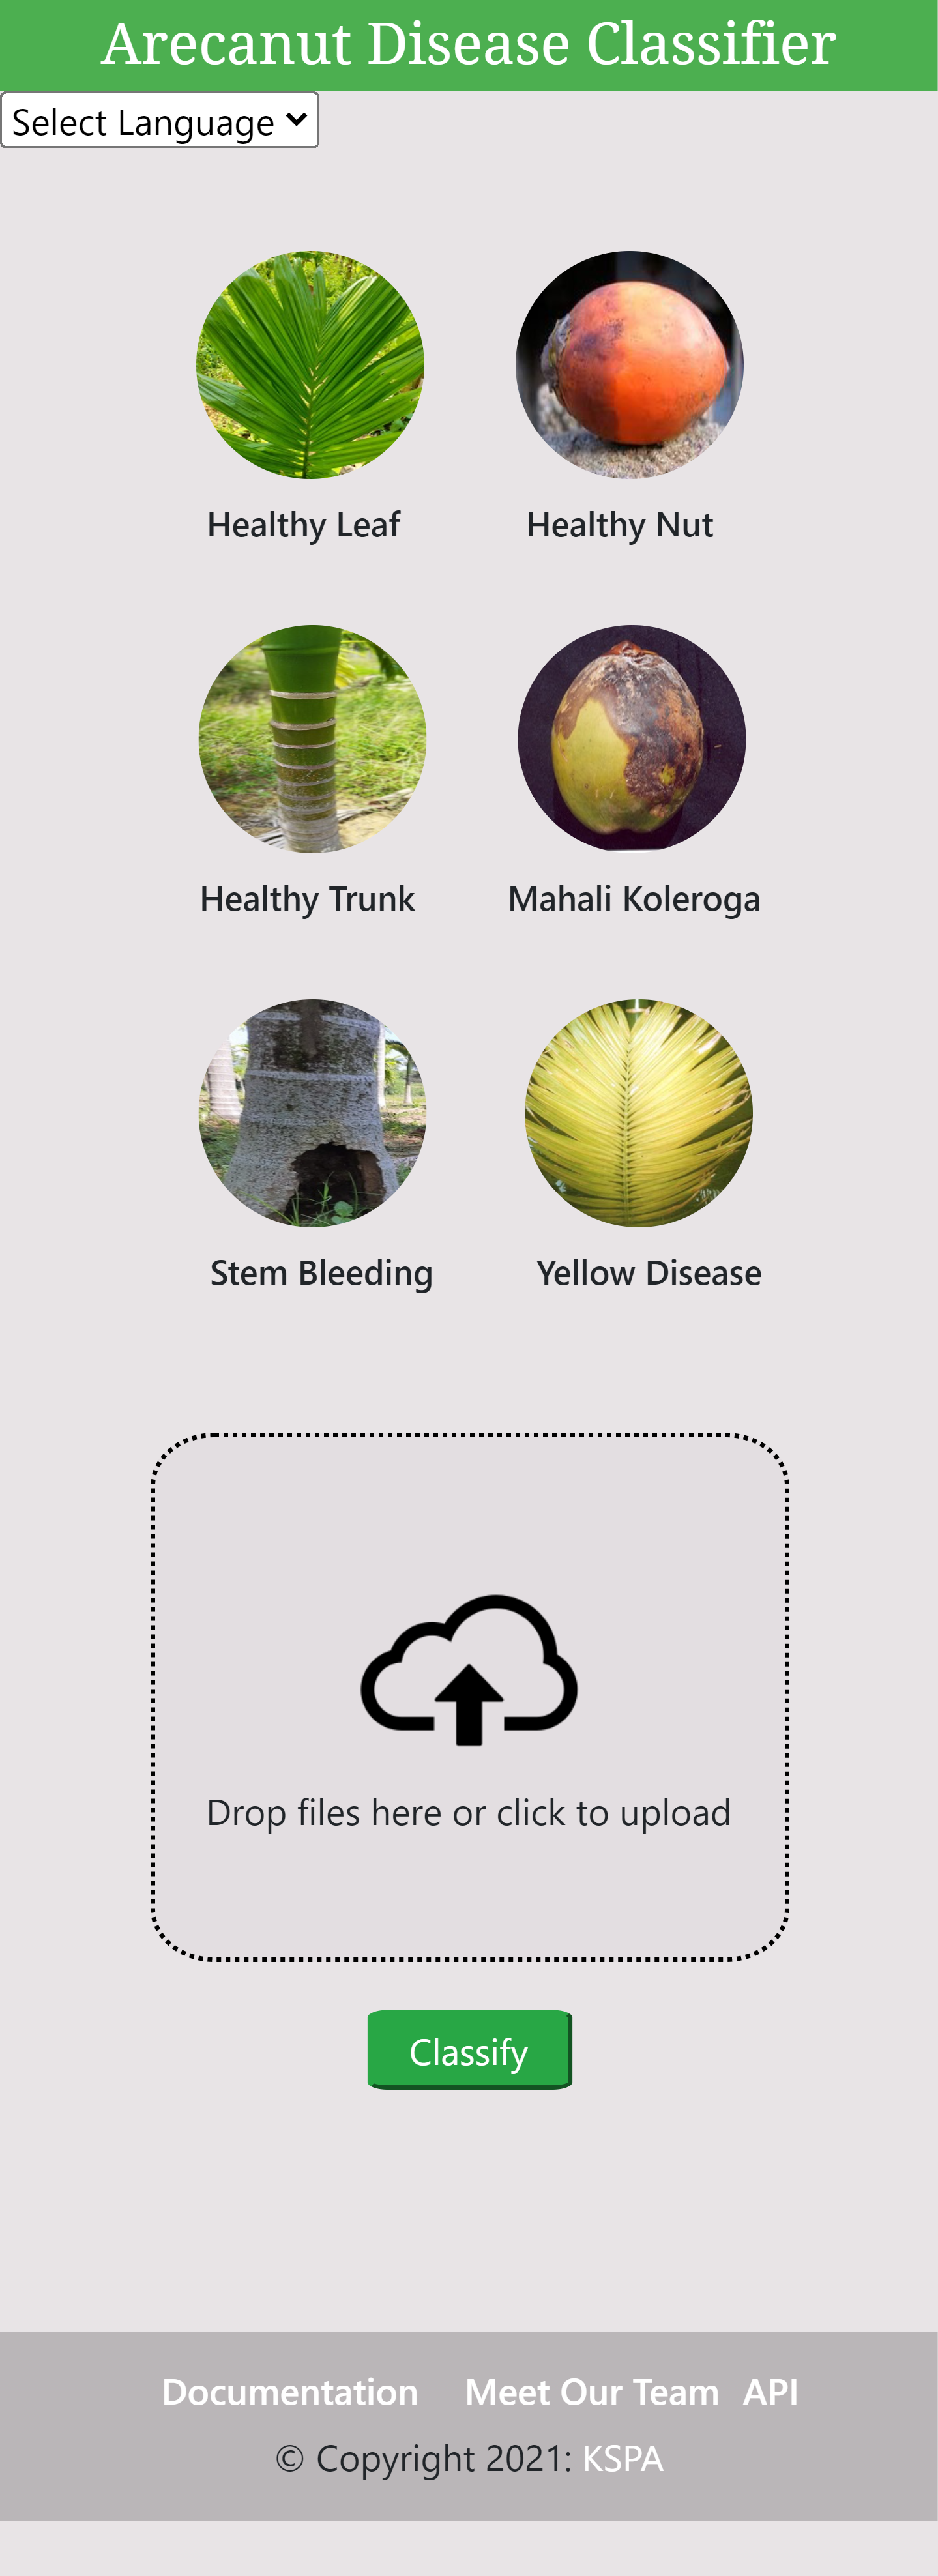 Arecanut Disease Classifier
Select Language
Healthy Leaf
Healthy Nut
Healthy Trunk
Mahali Koleroga
Stem Bleeding
Yellow Disease
Drop files here or click to upload
Classify
Documentation Meet Our Team API
© Copyright 2021: KSPA